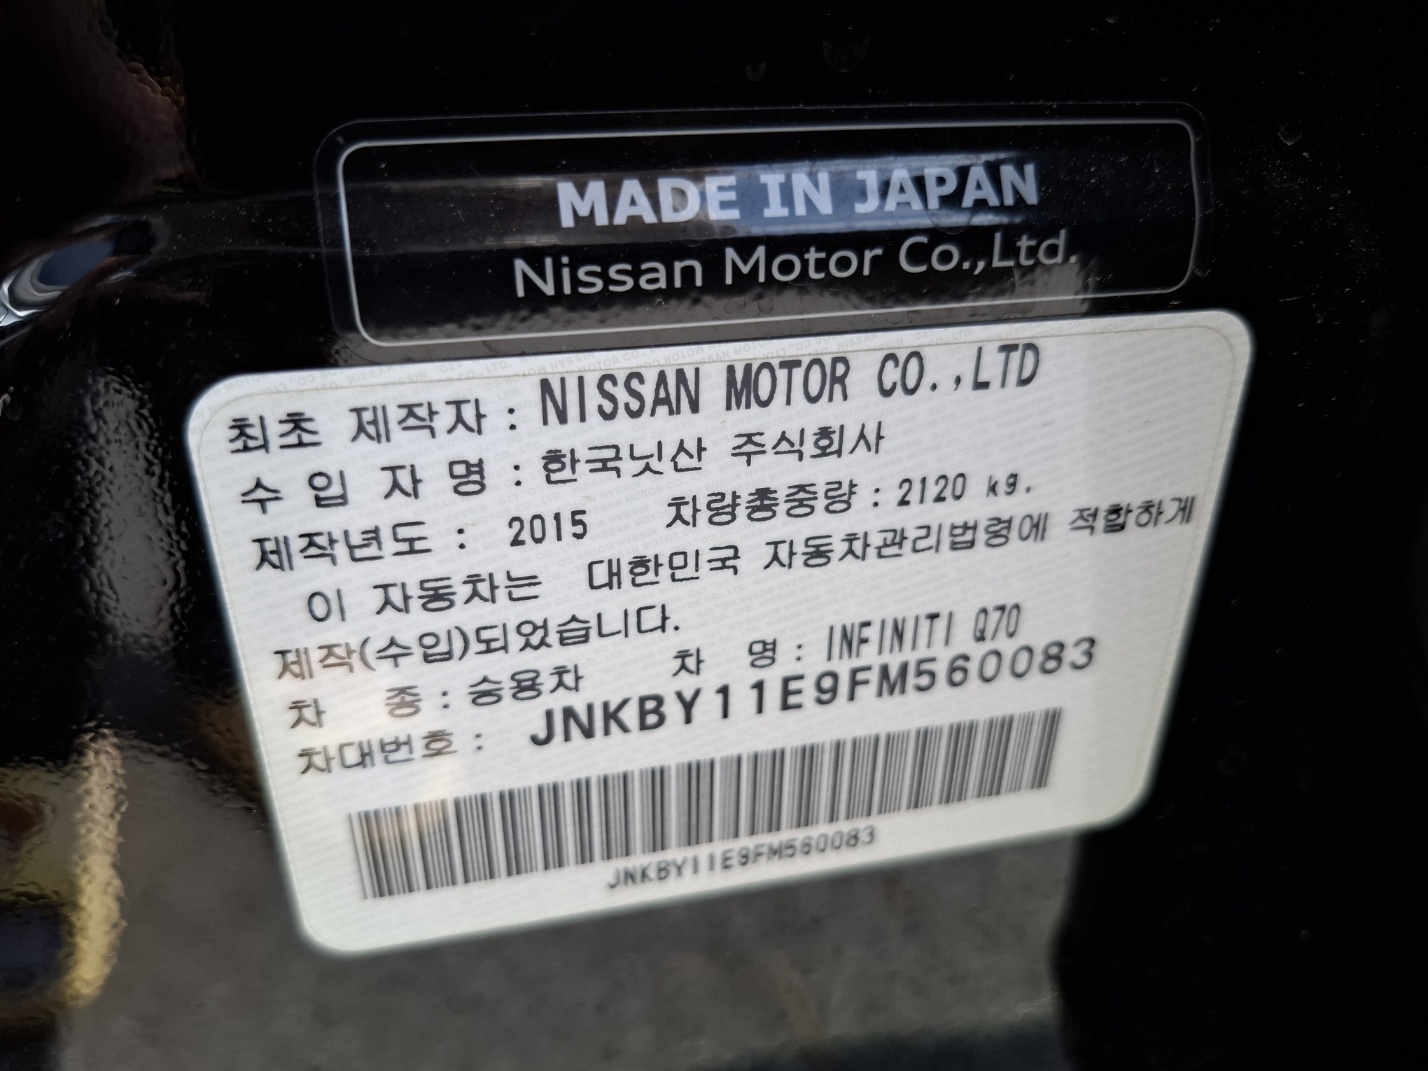 MADE IN JAPAN
Nissan Motor Co.,Ltd.
최초 제작자 : NISSAN MOTOR CO.,LTD
수 입 자 명 : 한국닛산 주식회사
제작년도 : 2015 차량총중량 : 2120 kg.
이 자동차는 대한민국 자동차관리법령에 적합하게
제작(수입)되었습니다.
차 종 : 승용차 차 명 : INFINITI Q70
차대번호 : JNKBY11E9FM560083
JNKBY11E9FM560083